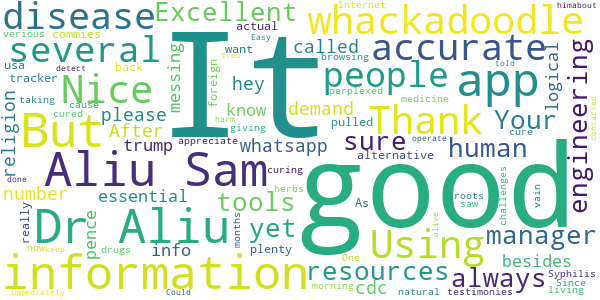 disease Excellent whackadoodle himabout
verious commies actual Internet
several messing called Easy accurate engineering
usa want browsing
tracker Nice back foreign hey people app logical
detect true told
taking please know demand perplexed medicine
cause giving
religion But After cured harm pulled Thank Your
trump appreciate whatsapp sure human contacted
Aliu Sam curing alternative cure operate
number done essential tools herbs As roots challenges
really Dr Aliu yet saw vain manager
pence info months plenty Using alive
now keep drugs One resources always besides
information cdc natural testimonies Syphilis
morning Since
Immediately Could living
It good